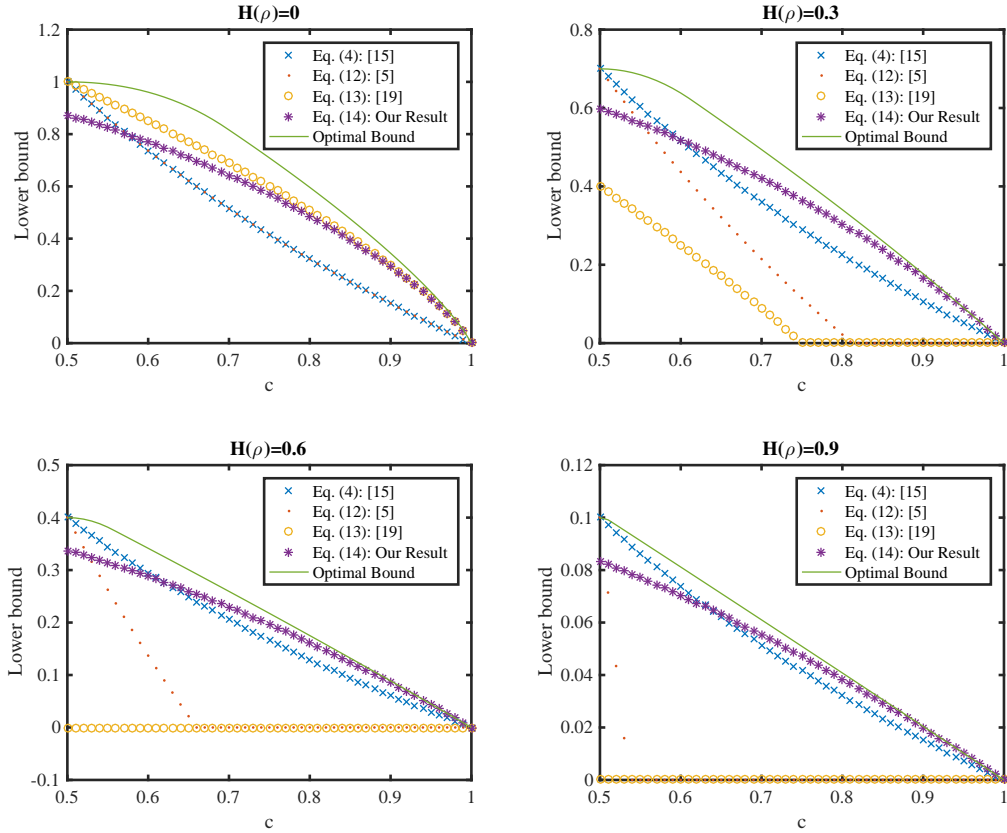 H(ρ)=0
Lower bound
1.2
1
0.8
0.6
0.4
0.2
0
Eq. (4): [15]
Eq. (12): [5]
Eq. (13): [19]
Eq. (14): Our Result
Optimal Bound
0.5 0.6 0.7 0.8 0.9 1
c
H(ρ)=0.3
Lower bound
0.8
0.6
0.4
0.2
0
Eq. (4): [15]
Eq. (12): [5]
Eq. (13): [19]
Eq. (14): Our Result
Optimal Bound
0.5 0.6 0.7 0.8 0.9 1
c
H(ρ)=0.6
Lower bound
0.5
0.4
0.3
0.2
0.1
0
-0.1
Eq. (4): [15]
Eq. (12): [5]
Eq. (13): [19]
Eq. (14): Our Result
Optimal Bound
0.5 0.6 0.7 0.8 0.9 1
c
H(ρ)=0.9
Lower bound
0.12
0.1
0.08
0.06
0.04
0.02
0
Eq. (4): [15]
Eq. (12): [5]
Eq. (13): [19]
Eq. (14): Our Result
Optimal Bound
0.5 0.6 0.7 0.8 0.9 1
c